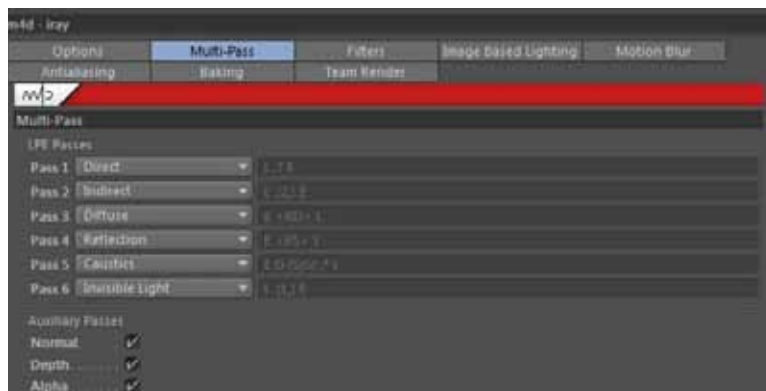 m4d - iray
Options Multi-Pass Filters Image Based Lighting Motion Blur
Antialiasing Baking Team Render
Multi-Pass
LPE Passes
Pass 1 Direct
Pass 2 Indirect
Pass 3 Diffuse
Pass 4 Reflection
Pass 5 Caustics
Pass 6 Invisible Light
Auxiliary Passes
Normal
Depth
Alpha